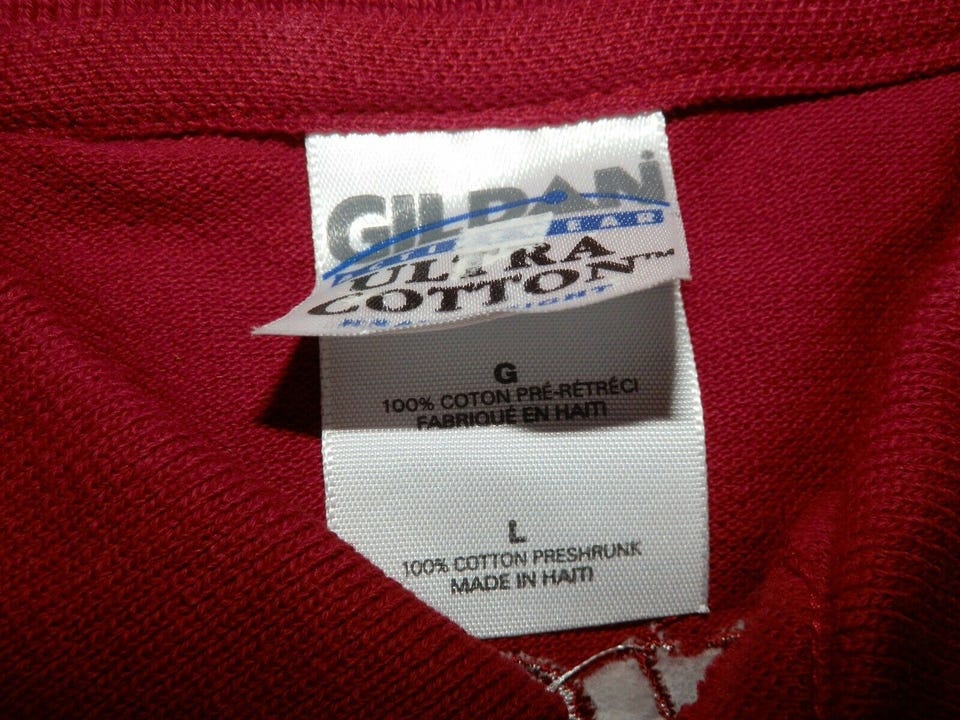 GILDAN
ULTRA
COTTON™
G
100% COTON PRÉ-RÉTRÉCI
FABRIQUÉ EN HAITI
L
100% COTTON PRESHRUNK
MADE IN HAITI